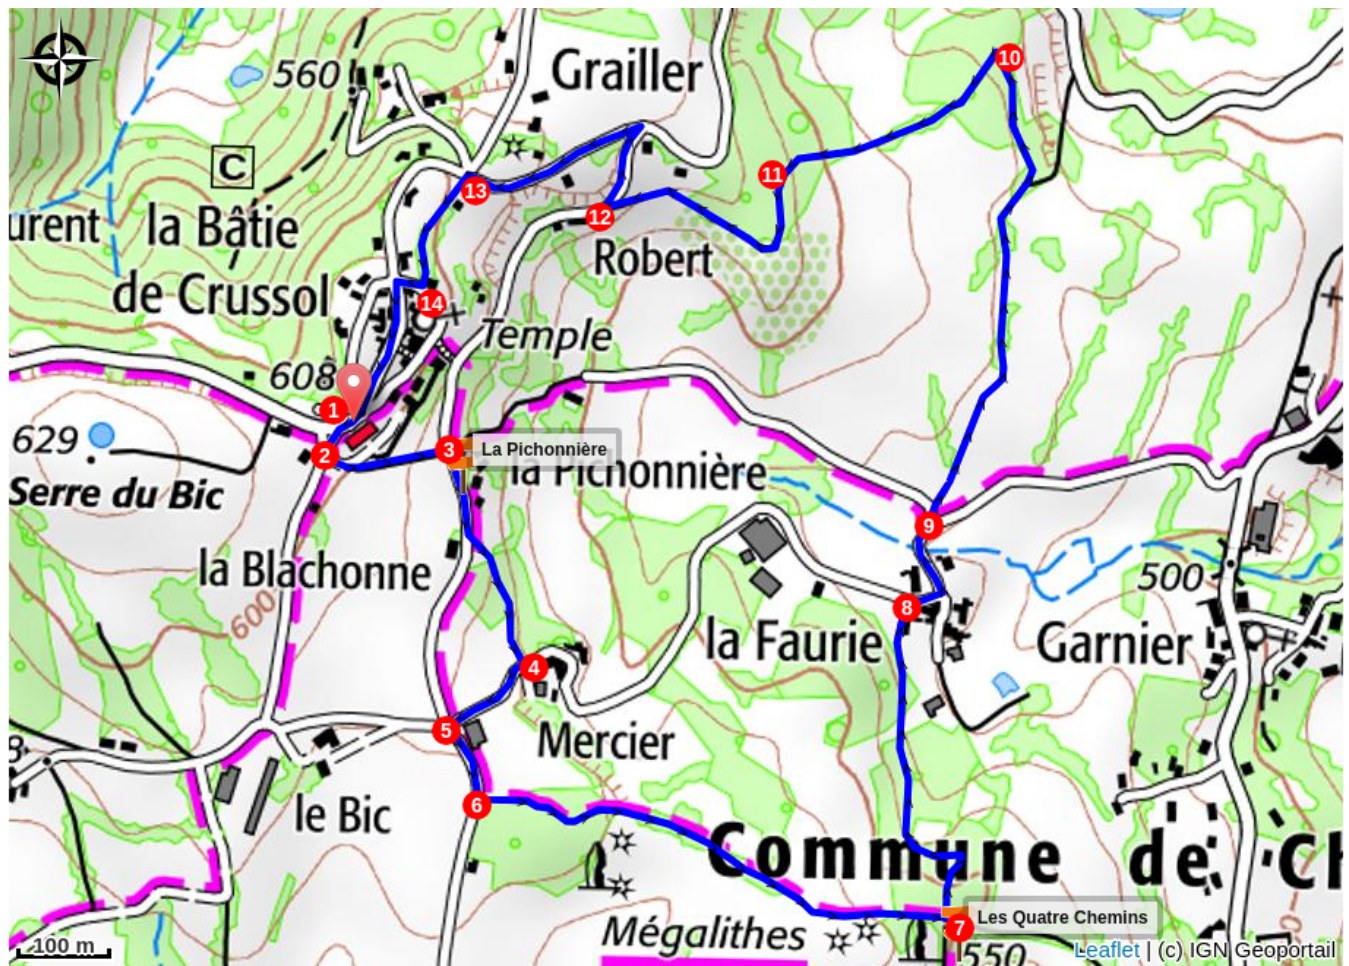 560
Grailler
10
C
11
13
urent
la Bâtie
12
Robert
de Crussol
14
Temple
608
1
629
2
3
La Pichonnière
la Pichonnière
Serre du Bic
9
la Blachonne
500
600
8
la Faurie
Garnier
4
5
Mercier
8
6
le Bic
Commune de Ch
Les Quatre Chemins
7
Mégalithes
100 m
550
Leaflet | (c) IGN Geoportail